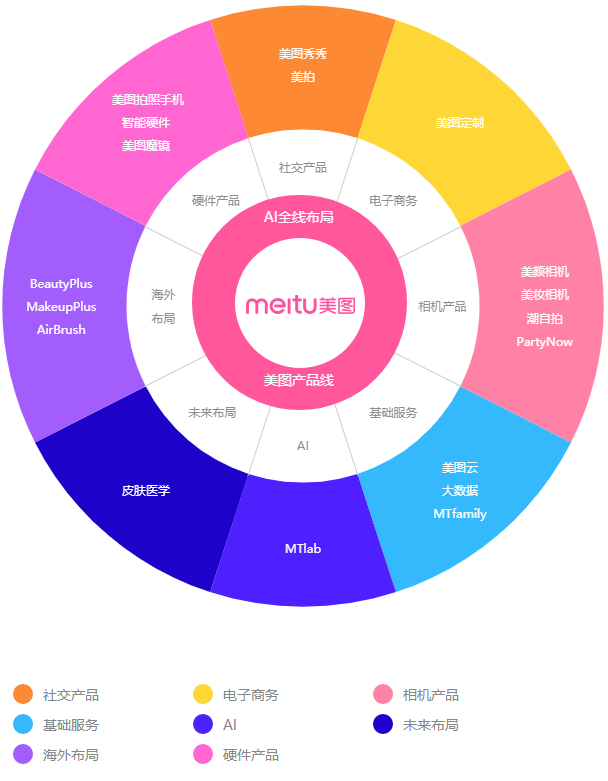 美图秀秀
美拍
社交产品
美图定制
电子商务
美颜相机
美妆相机
潮自拍
PartyNow
相机产品
美图云
大数据
MTfamily
基础服务
MTlab
AI
皮肤医学
未来布局
BeautyPlus
MakeupPlus
AirBrush
海外
布局
美图拍照手机
智能硬件
美图魔镜
硬件产品
AI全线布局
meitu美图
美图产品线
社交产品
电子商务
相机产品
基础服务
AI
未来布局
海外布局
硬件产品